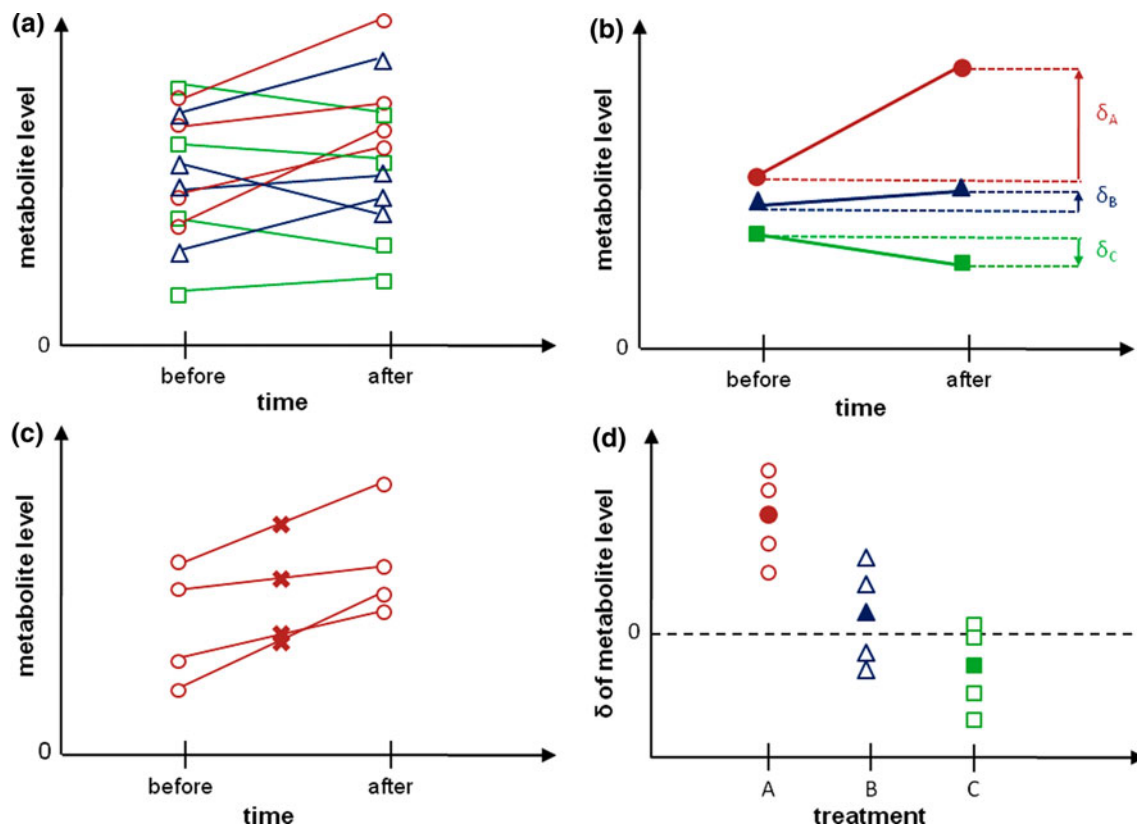 (a)
metabolite level
0
before
after
time
(b)
metabolite level
δA
δB
δC
0
before
after
time
(c)
metabolite level
0
before
after
time
(d)
δ of metabolite level
0
A
B
C
treatment